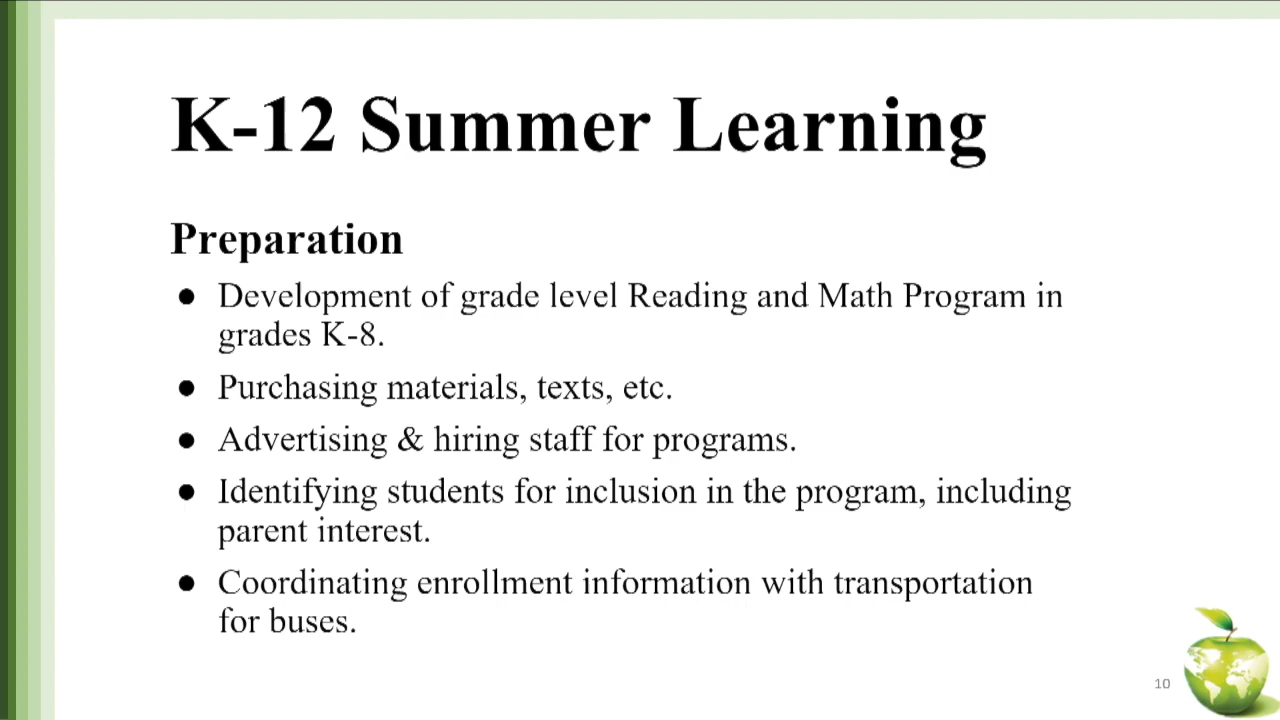 K-12 Summer Learning
Preparation
● Development of grade level Reading and Math Program in
grades K-8.
● Purchasing materials, texts, etc.
● Advertising & hiring staff for programs.
● Identifying students for inclusion in the program, including
parent interest.
● Coordinating enrollment information with transportation
for buses.
10